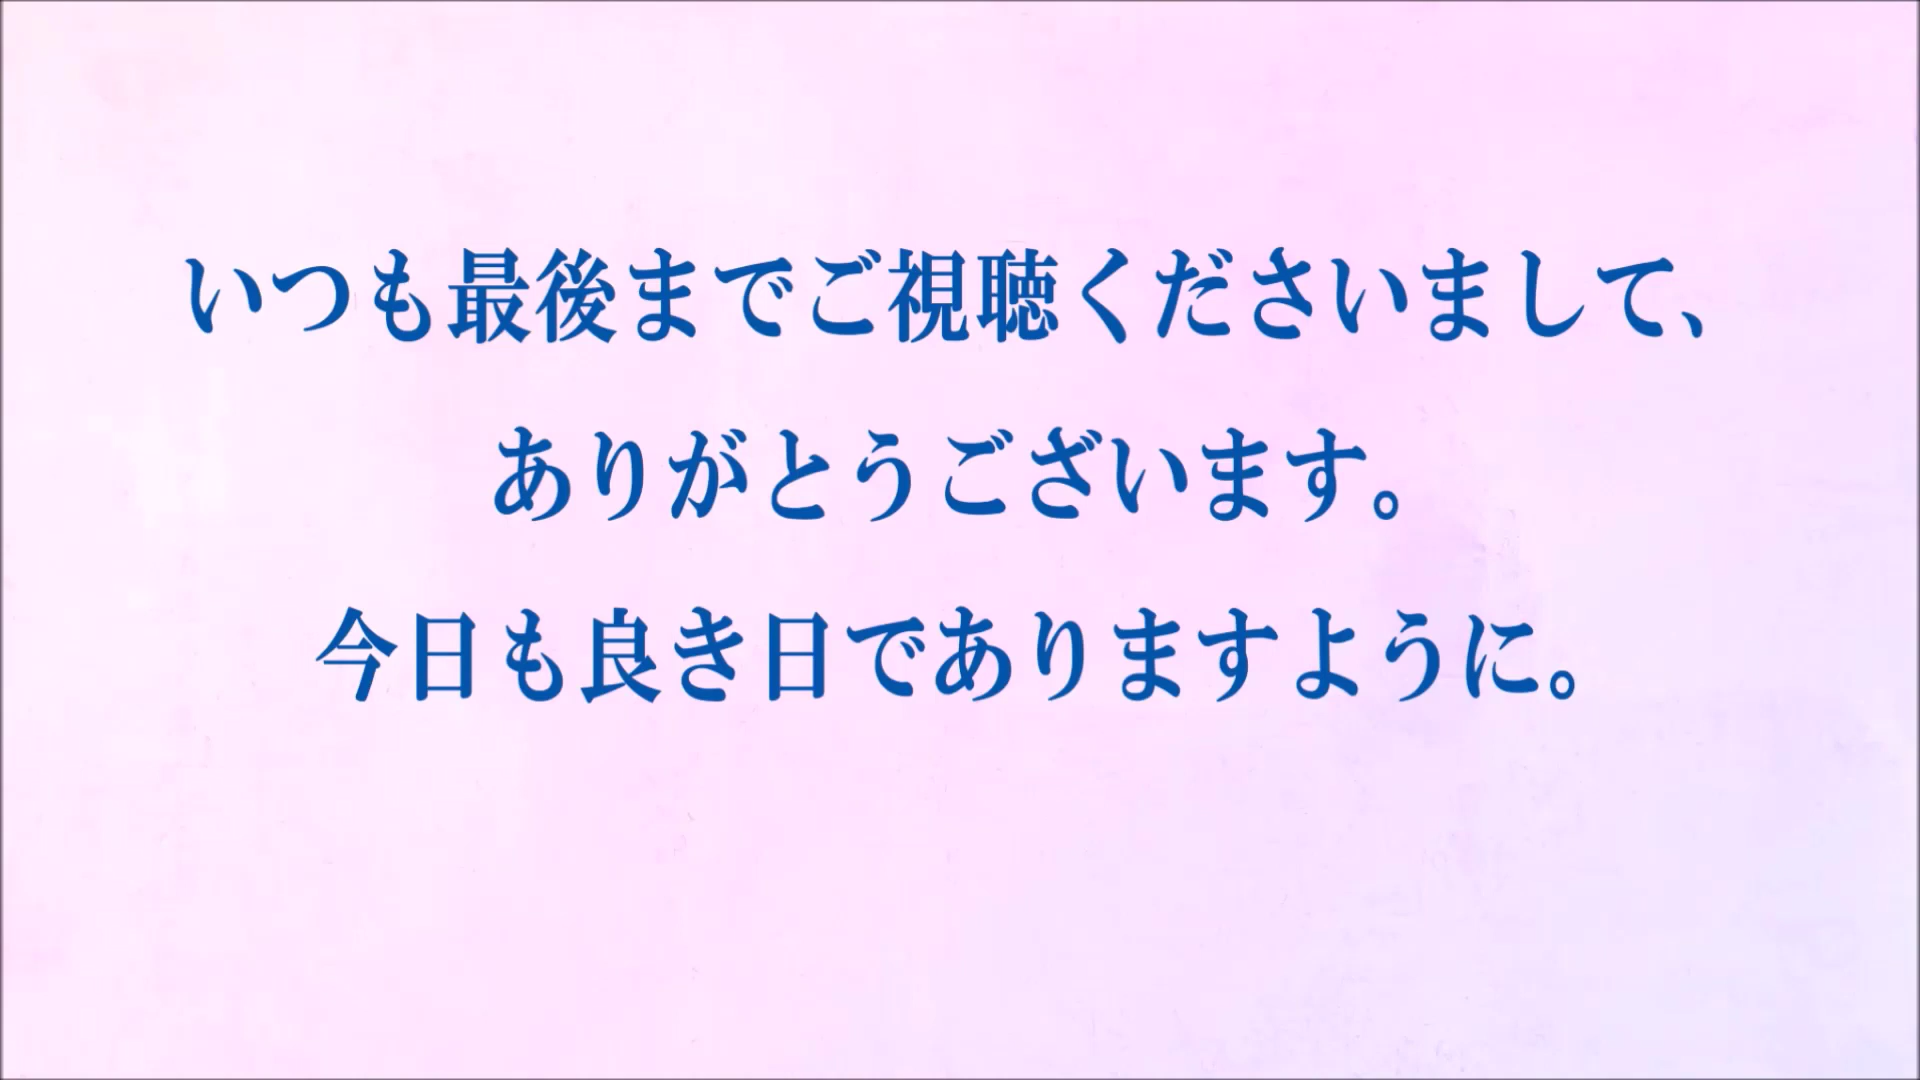 いつも最後までご視聴くださいまして、
ありがとうございます。
今日も良き日でありますように。